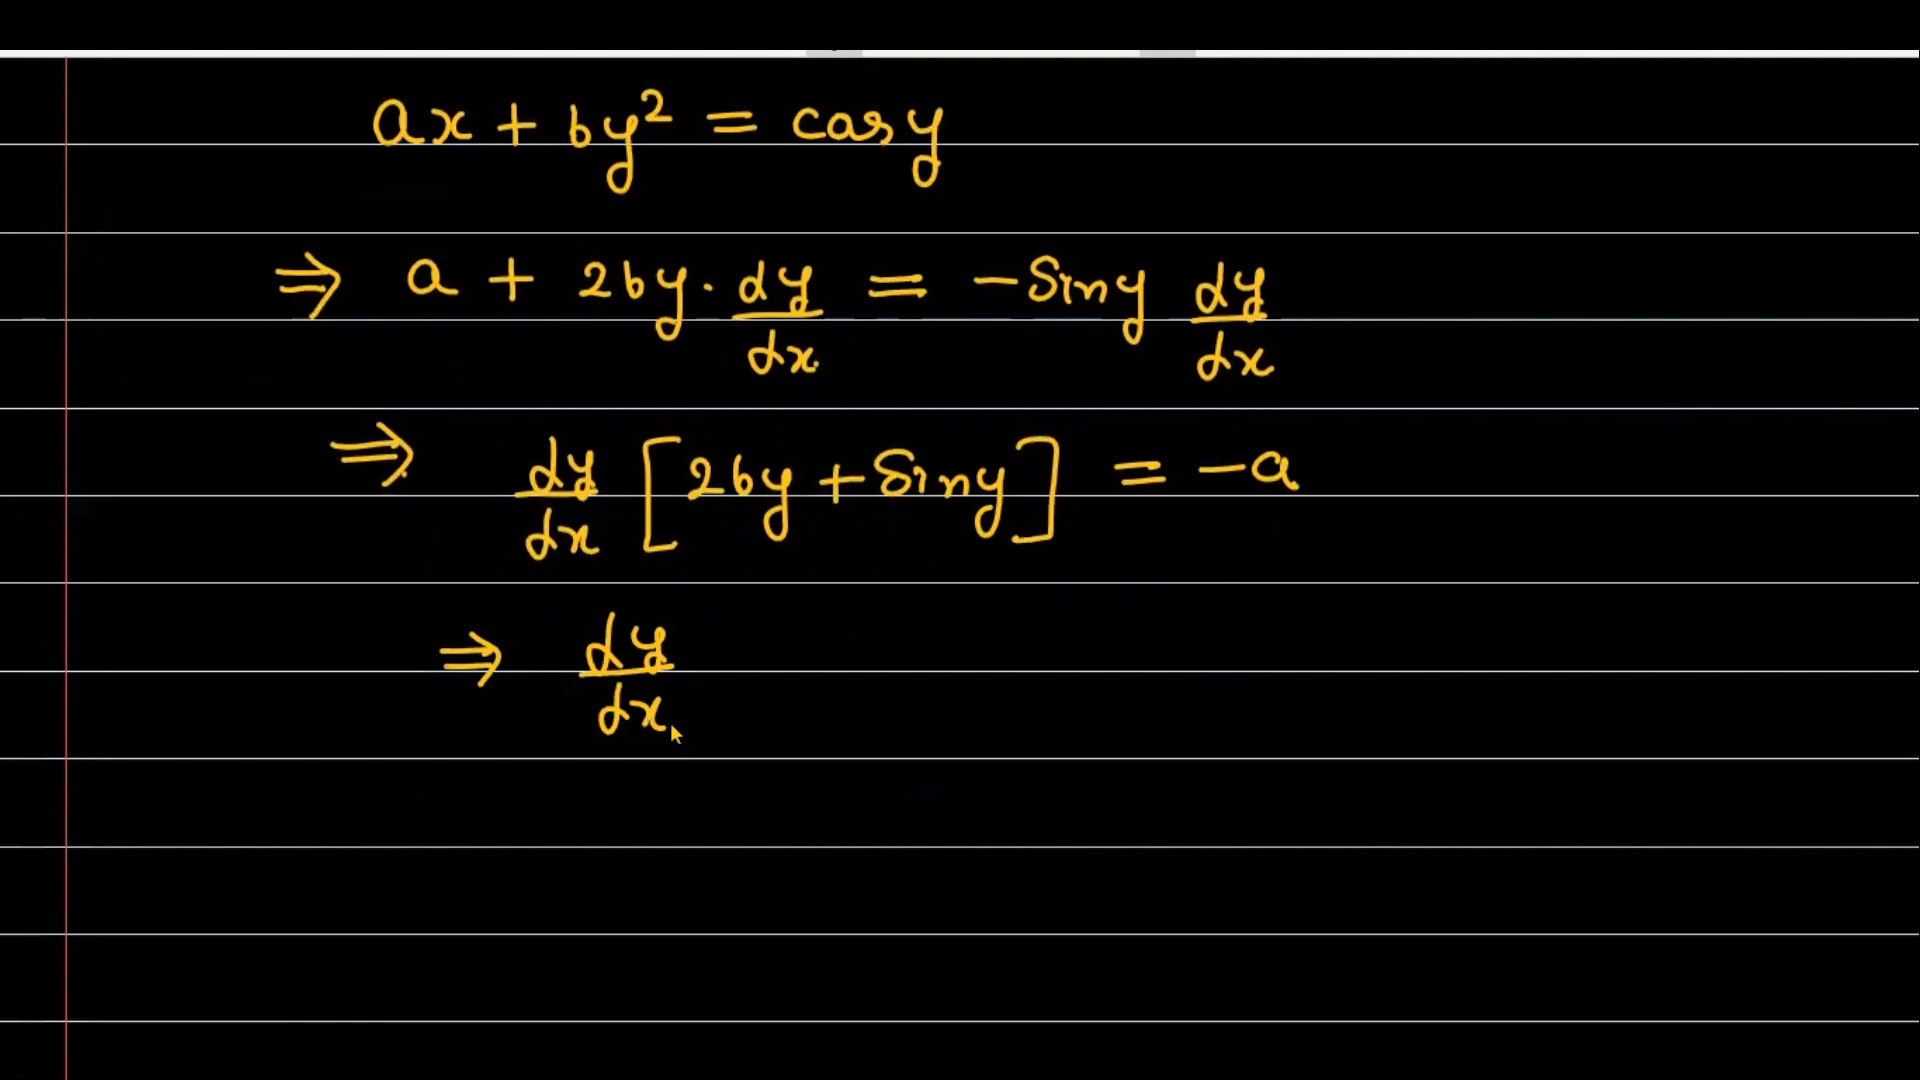 ax + by² = cos y
⇒ a + 2by · dy/dx = -Sin y dy/dx
⇒ dy/dx [2by + Sin y] = -a
⇒ dy/dx